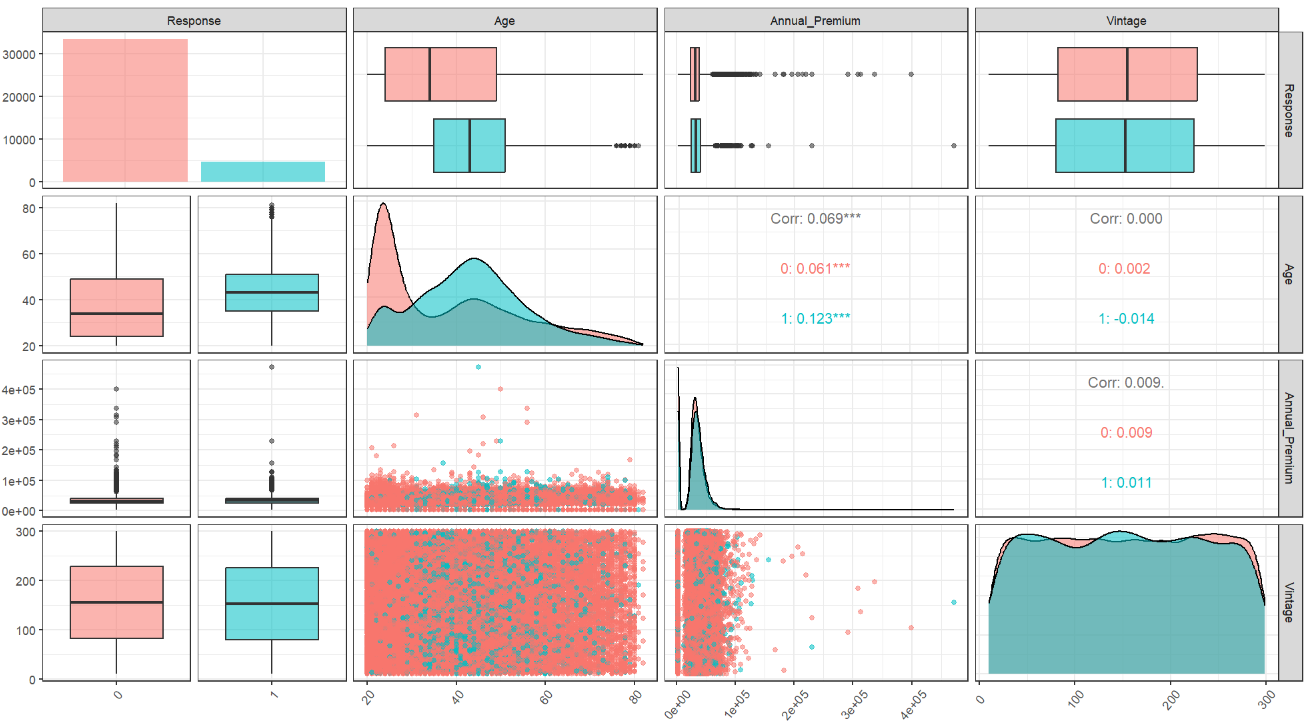 Response
Age
Annual_Premium
Vintage
30000
20000
10000
0
Response
80
60
40
20
Corr: 0.069***
0: 0.061***
1: 0.123***
Corr: 0.000
0: 0.002
1: -0.014
Age
4e+05
3e+05
2e+05
1e+05
0e+00
Corr: 0.009.
0: 0.009
1: 0.011
Annual_Premium
300
200
100
0
Vintage
0
1
20
40
60
80
0e+00
1e+05
2e+05
3e+05
4e+05
0
100
200
300